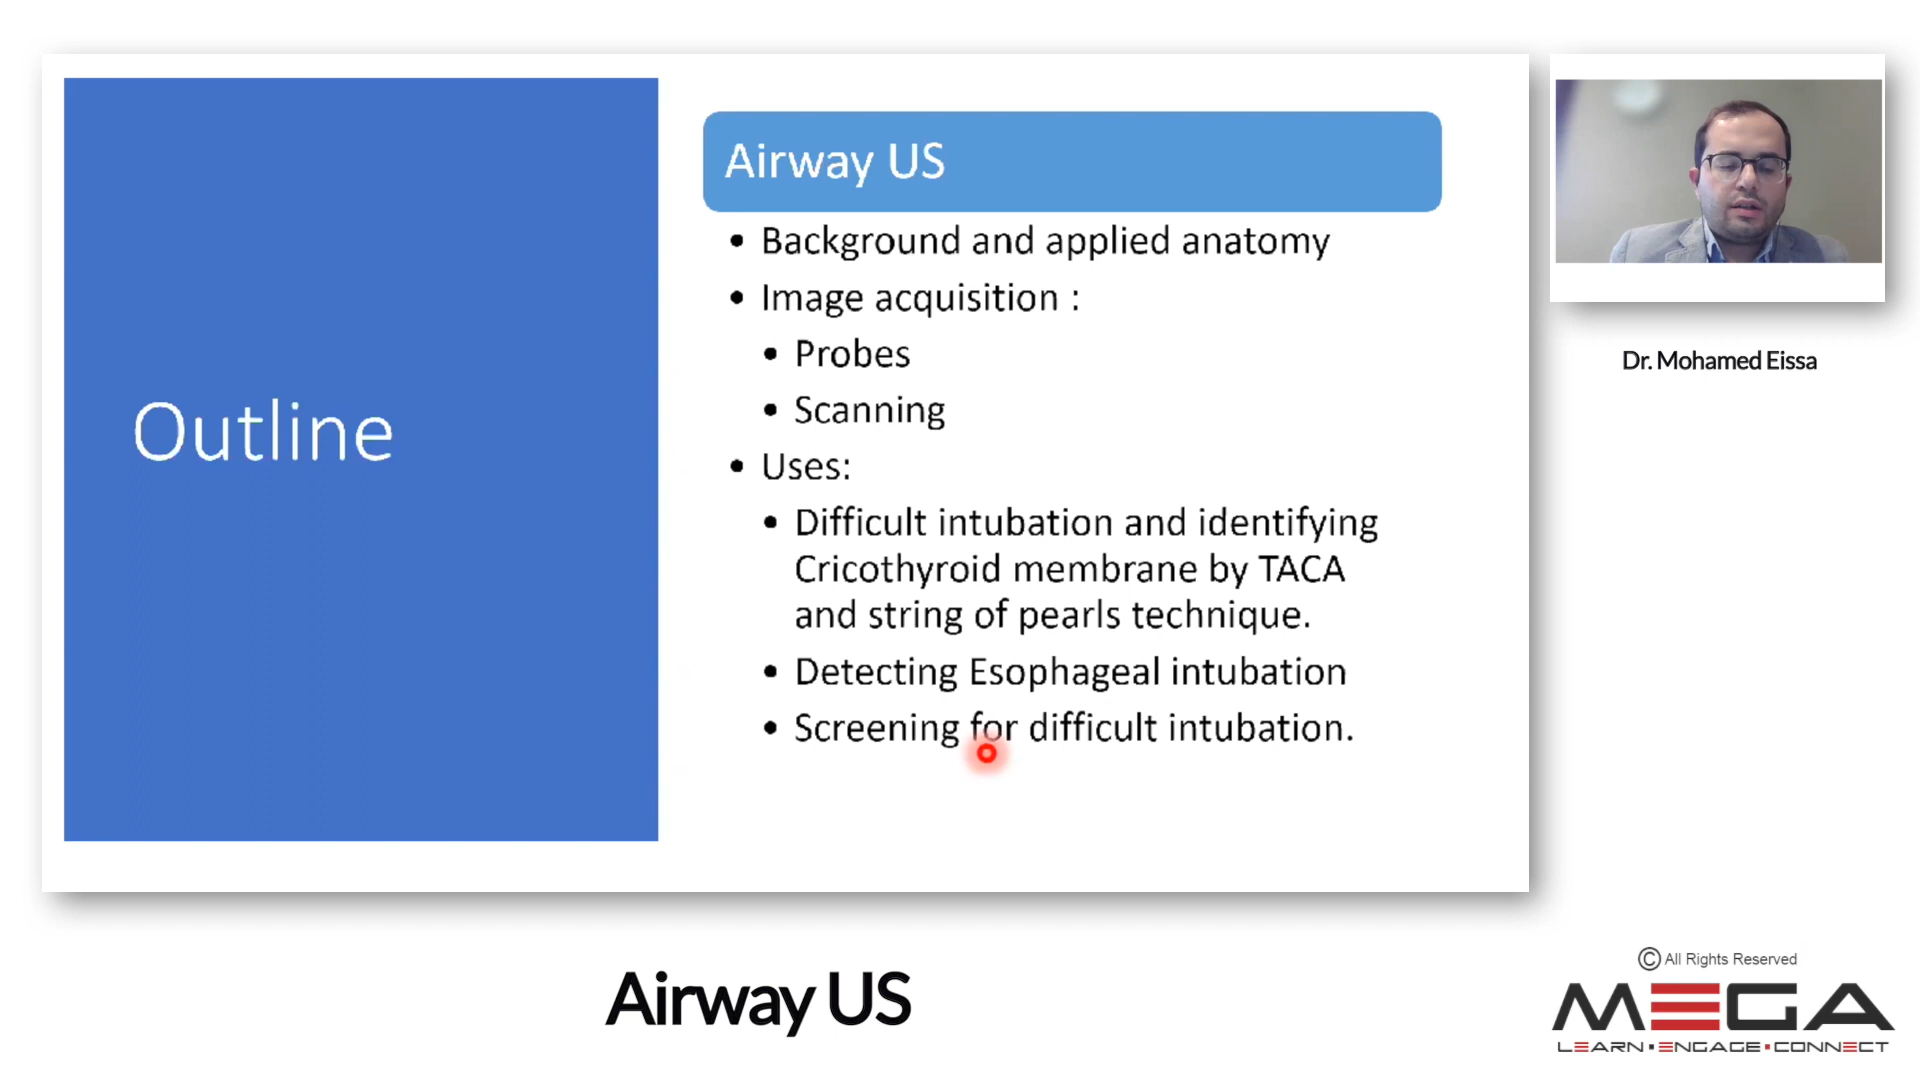 Outline
Airway US
• Background and applied anatomy
• Image acquisition :
• Probes
• Scanning
• Uses:
• Difficult intubation and identifying
Cricothyroid membrane by TACA
and string of pearls technique.
• Detecting Esophageal intubation
• Screening for difficult intubation.
Dr. Mohamed Eissa
Airway US
© All Rights Reserved
MEGA
LEARN • ENGAGE • CONNECT